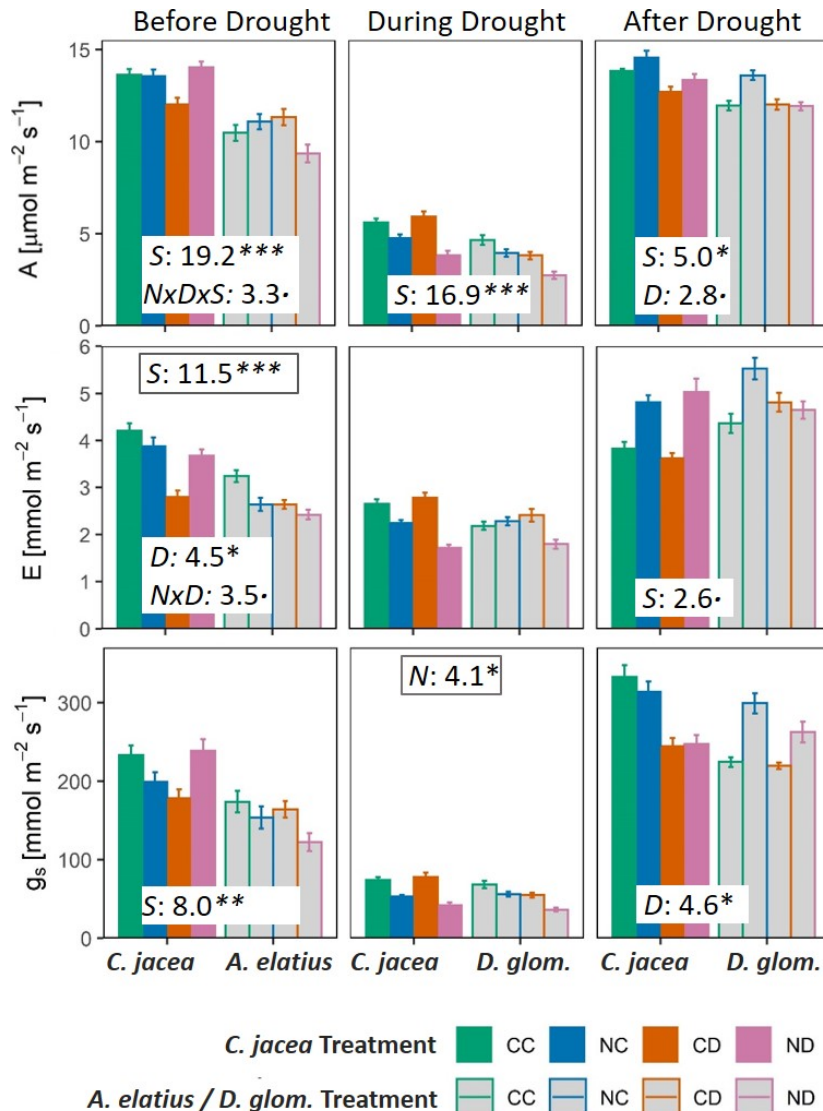 Before Drought During Drought After Drought
A [µmol m⁻² s⁻¹]
15
10
5
0
S: 19.2***
NxDxS: 3.3·
S: 16.9***
S: 5.0*
D: 2.8·
E [mmol m⁻² s⁻¹]
6
5
4
3
2
1
0
S: 11.5***
D: 4.5*
NxD: 3.5·
S: 2.6·
gs [mmol m⁻² s⁻¹]
300
200
100
0
S: 8.0**
N: 4.1*
D: 4.6*
C. jacea A. elatius C. jacea D. glom. C. jacea D. glom.
C. jacea Treatment CC NC CD ND
A. elatius / D. glom. Treatment CC NC CD ND